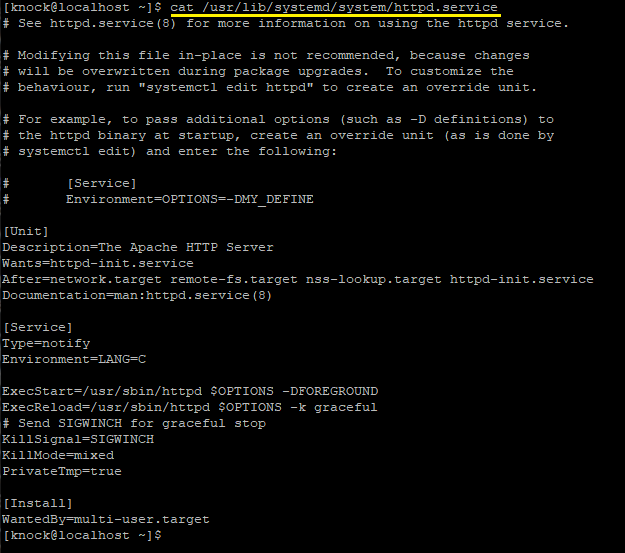 [knock@localhost ~]$ cat /usr/lib/systemd/system/httpd.service
# See httpd.service(8) for more information on using the httpd service.
# Modifying this file in-place is not recommended, because changes
# will be overwritten during package upgrades.  To customize the
# behaviour, run "systemctl edit httpd" to create an override unit.
# For example, to pass additional options (such as -D definitions) to
# the httpd binary at startup, create an override unit (as is done by
# systemctl edit) and enter the following:
#       [Service]
#       Environment=OPTIONS=-DMY_DEFINE
[Unit]
Description=The Apache HTTP Server
Wants=httpd-init.service
After=network.target remote-fs.target nss-lookup.target httpd-init.service
Documentation=man:httpd.service(8)
[Service]
Type=notify
Environment=LANG=C
ExecStart=/usr/sbin/httpd $OPTIONS -DFOREGROUND
ExecReload=/usr/sbin/httpd $OPTIONS -k graceful
# Send SIGWINCH for graceful stop
KillSignal=SIGWINCH
KillMode=mixed
PrivateTmp=true
[Install]
WantedBy=multi-user.target
[knock@localhost ~]$